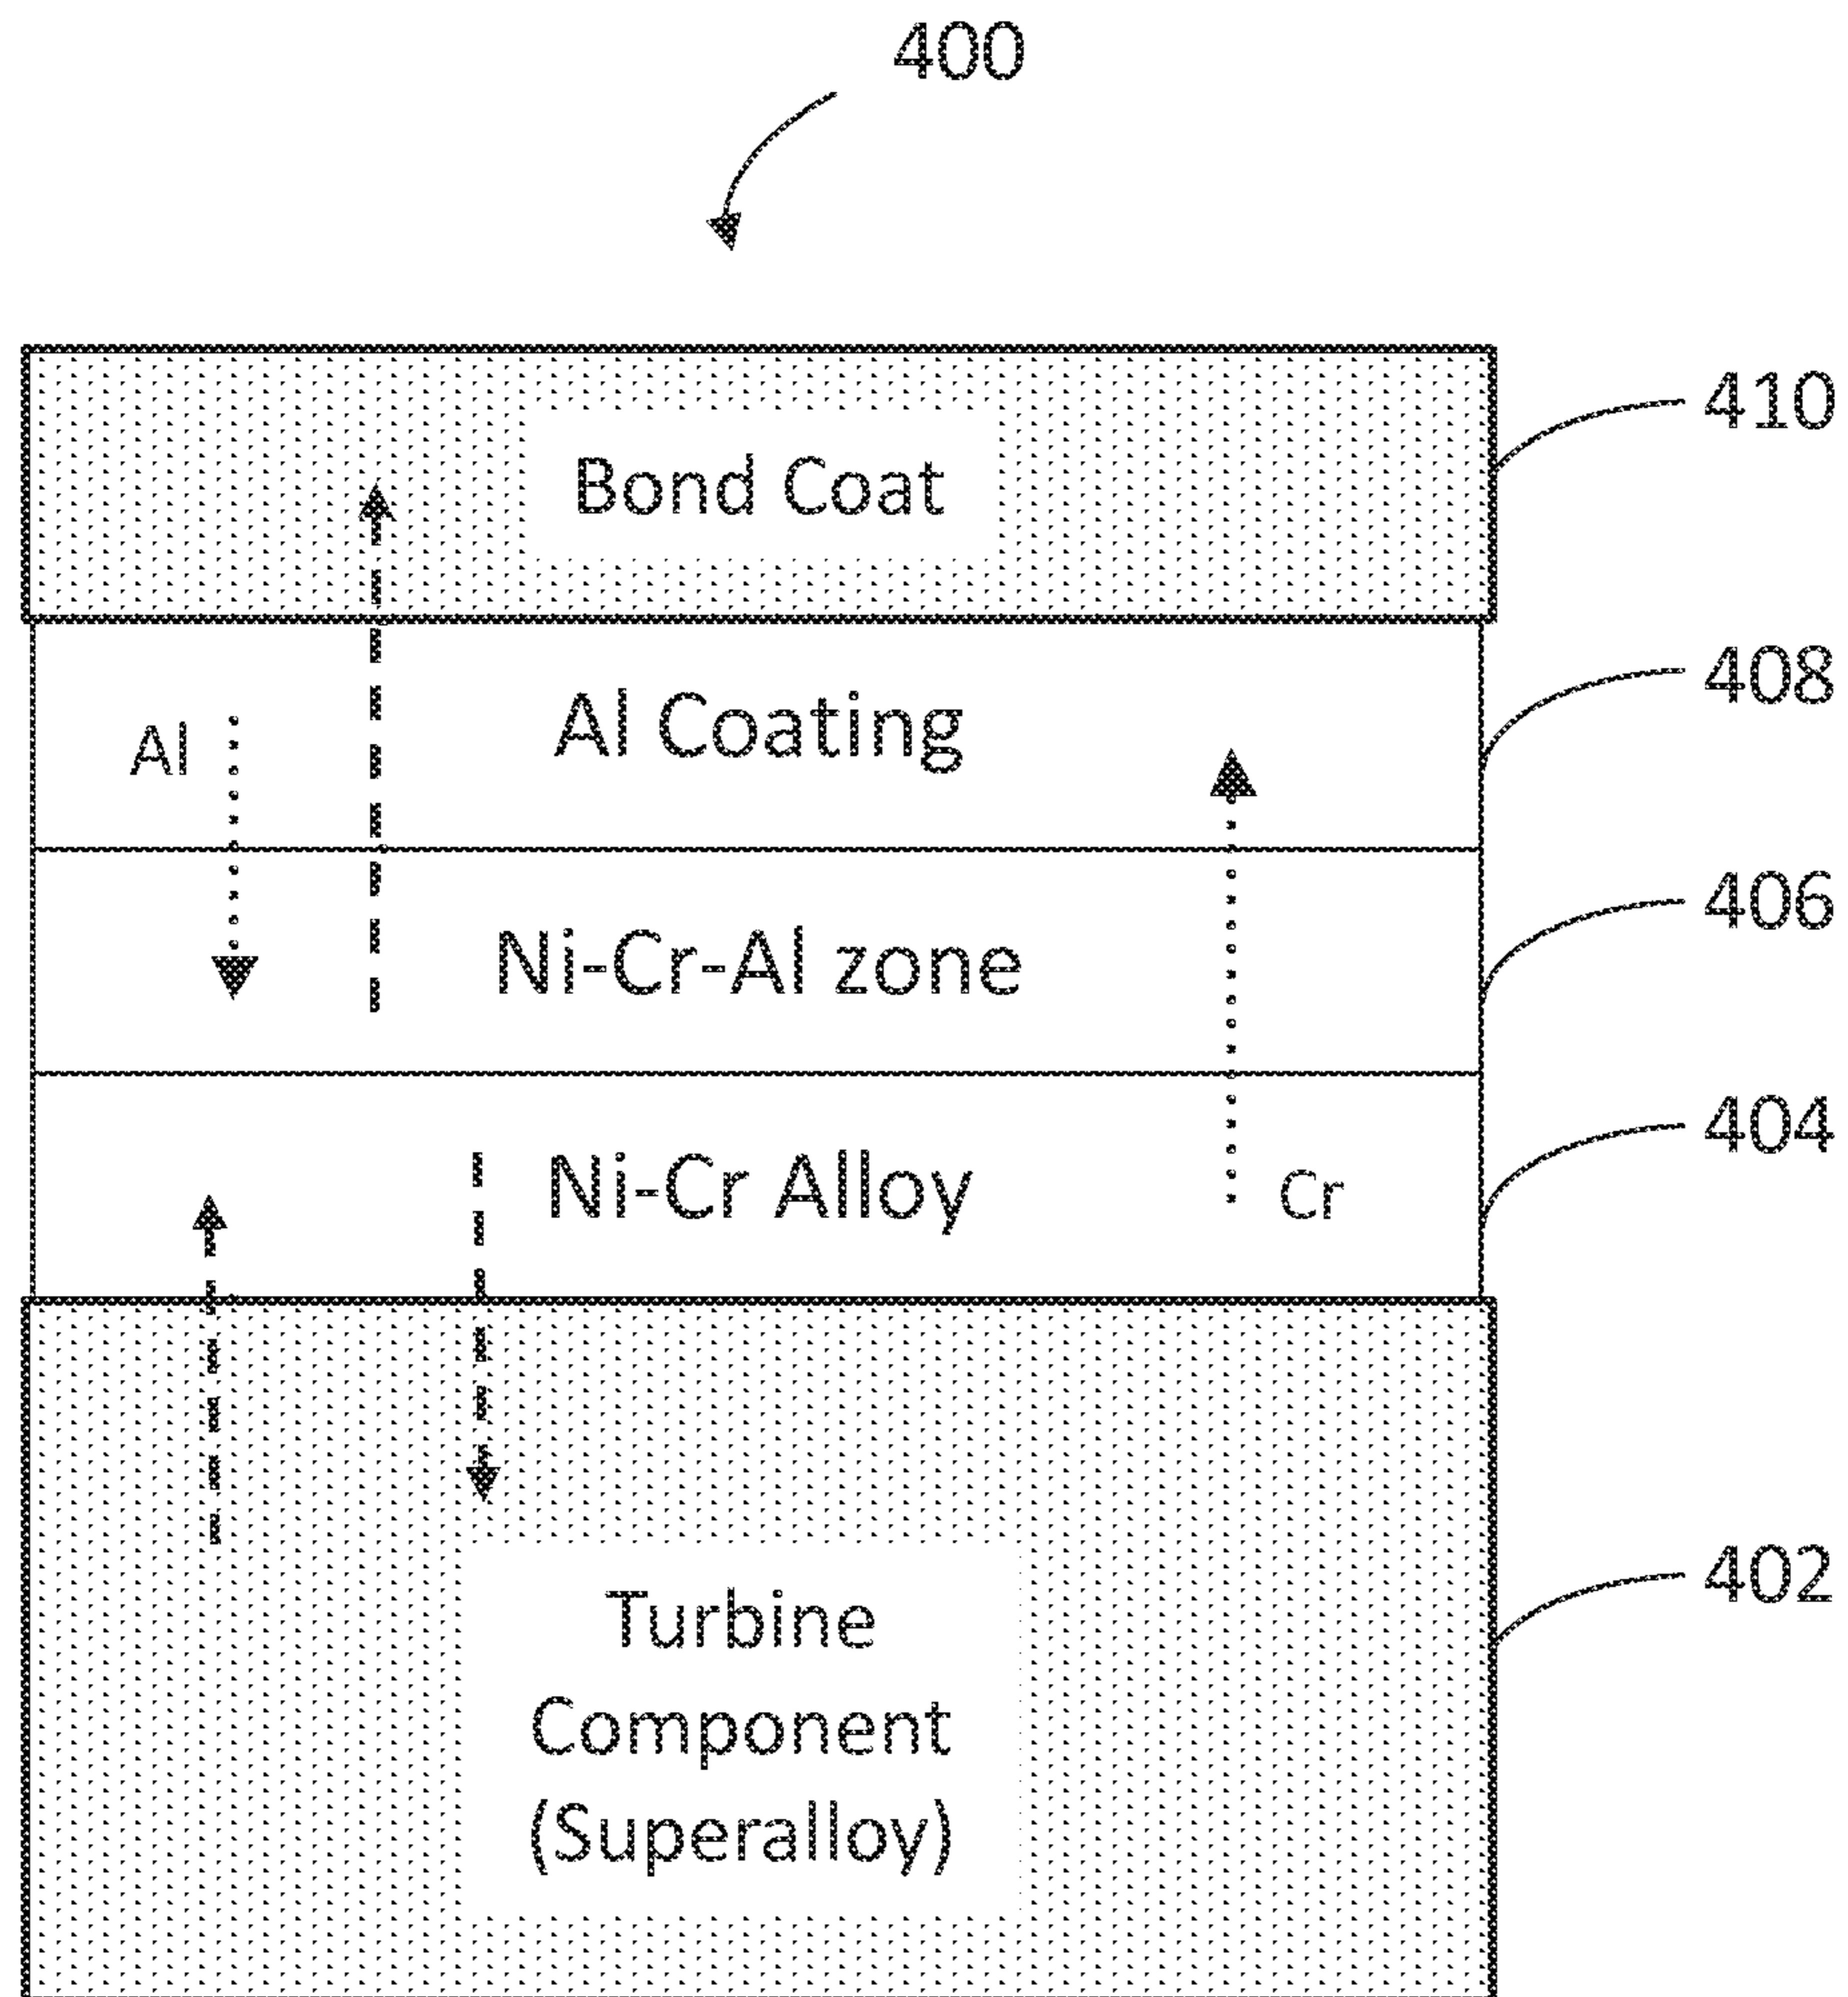 400
Bond Coat
410
Al
Al Coating
408
Ni-Cr-Al zone
406
Ni-Cr Alloy
Cr
404
Turbine
Component
(Superalloy)
402